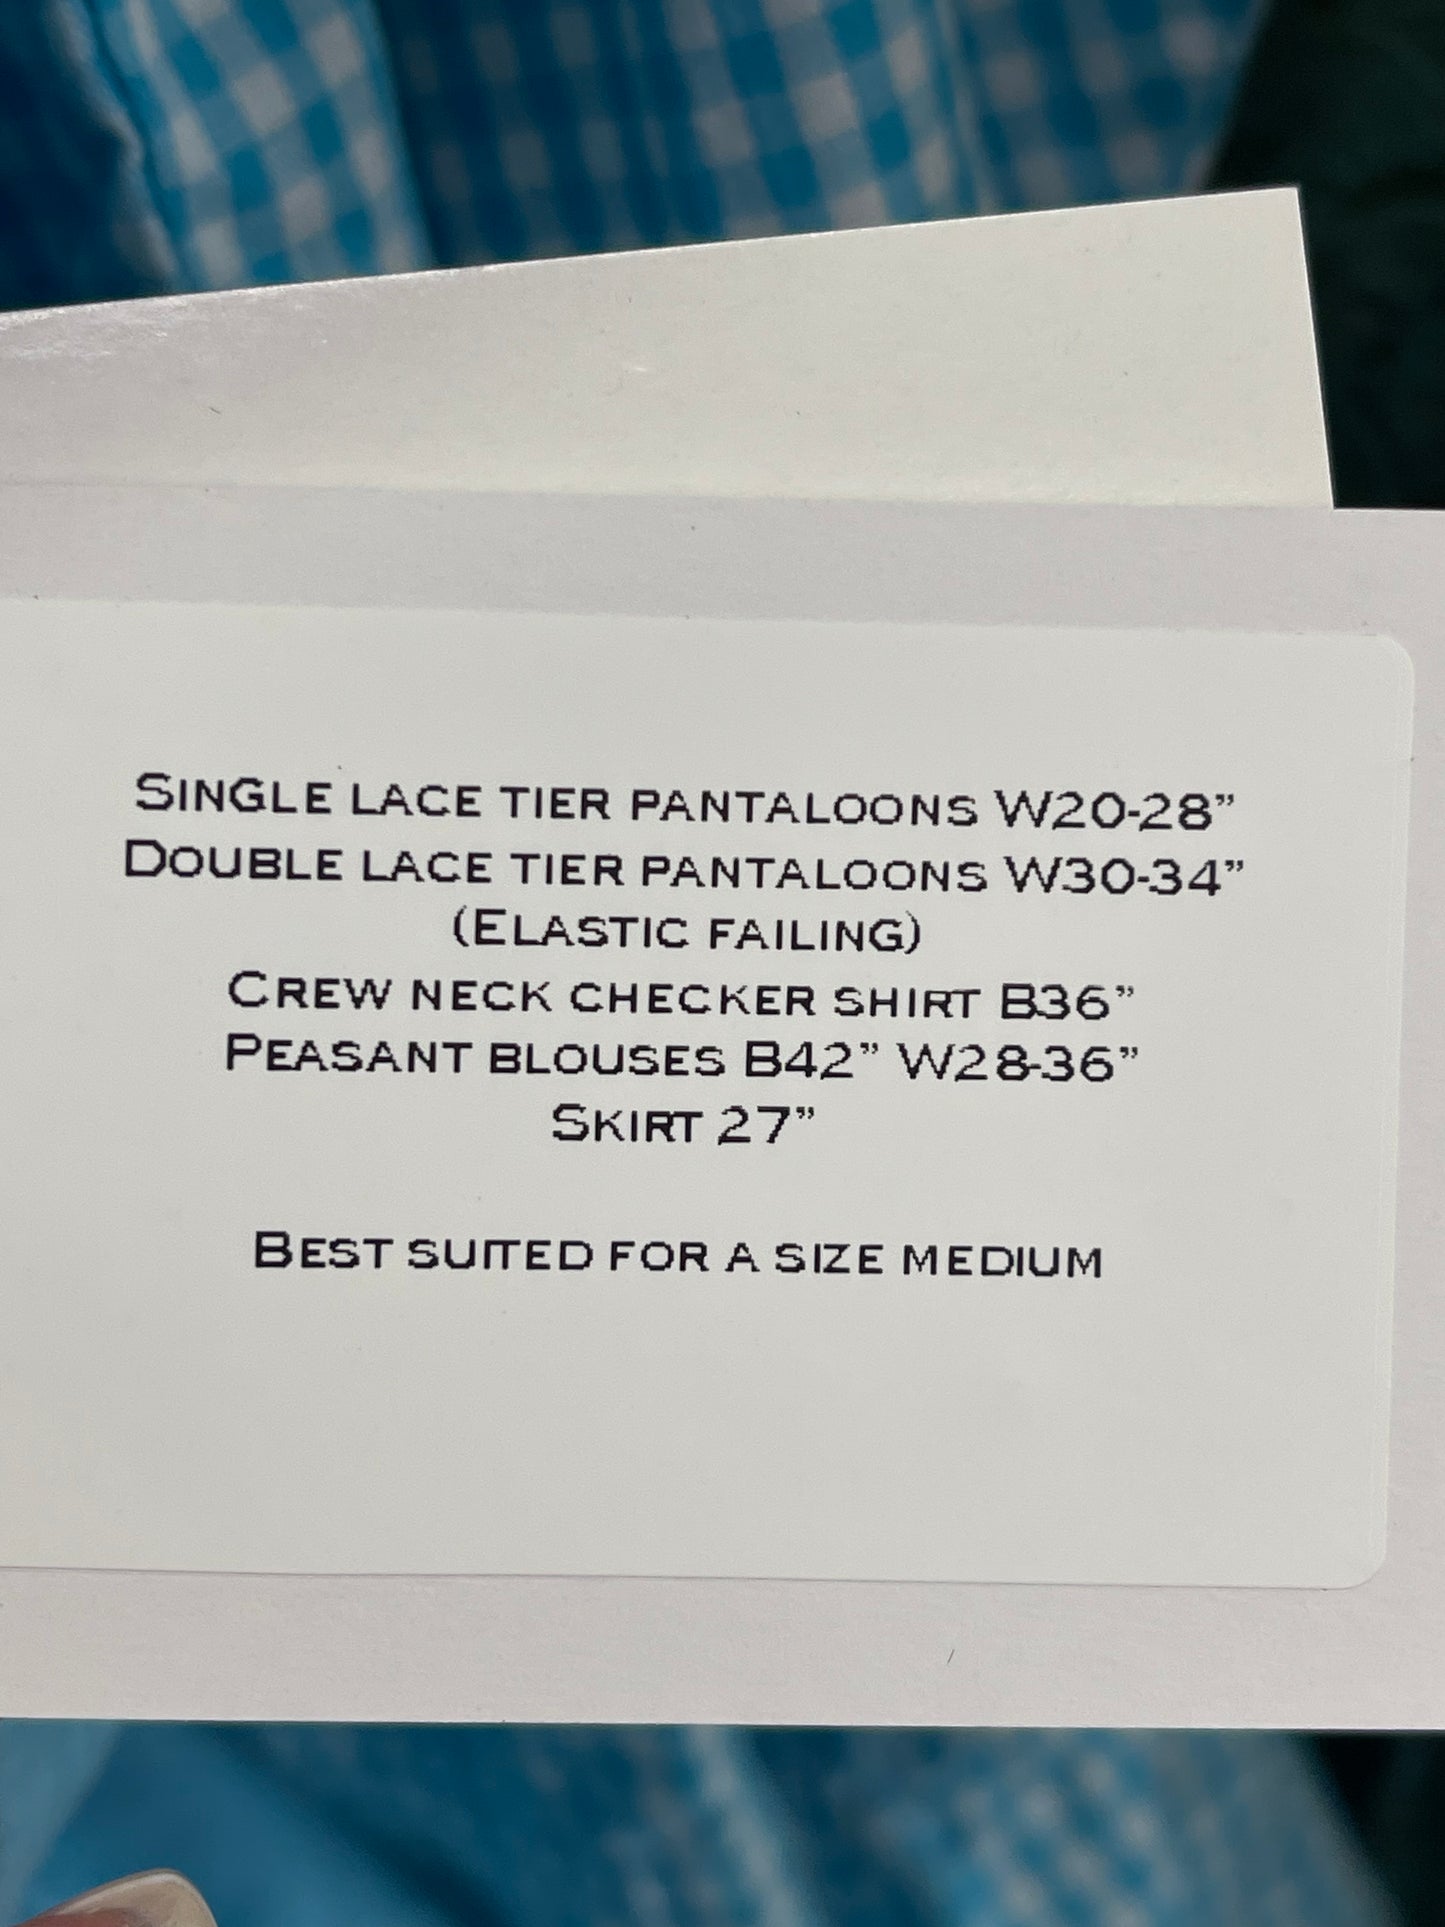 Single lace tier pantaloons W20-28”
Double lace tier pantaloons W30-34”
(Elastic failing)
Crew neck checker shirt B36”
Peasant blouses B42” W28-36”
Skirt 27”
Best suited for a size medium